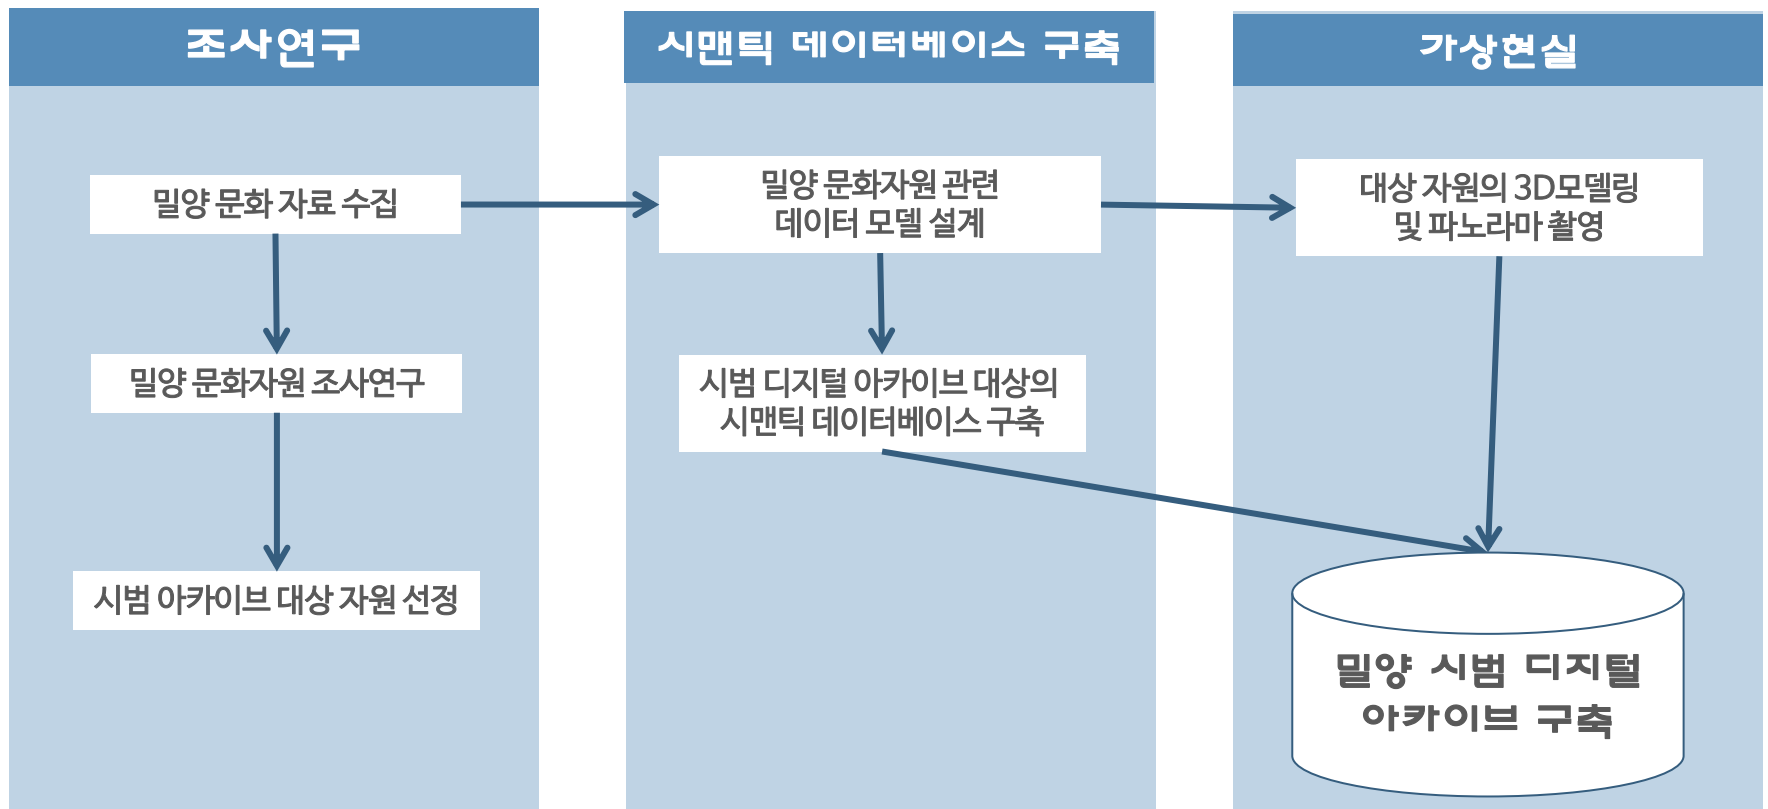 조사연구
밀양 문화 자료 수집
밀양 문화자원 조사연구
시범 아카이브 대상 자원 선정
시맨틱 데이터베이스 구축
밀양 문화자원 관련
데이터 모델 설계
시범 디지털 아카이브 대상의
시맨틱 데이터베이스 구축
가상현실
대상 자원의 3D모델링
및 파노라마 촬영
밀양 시범 디지털
아카이브 구축